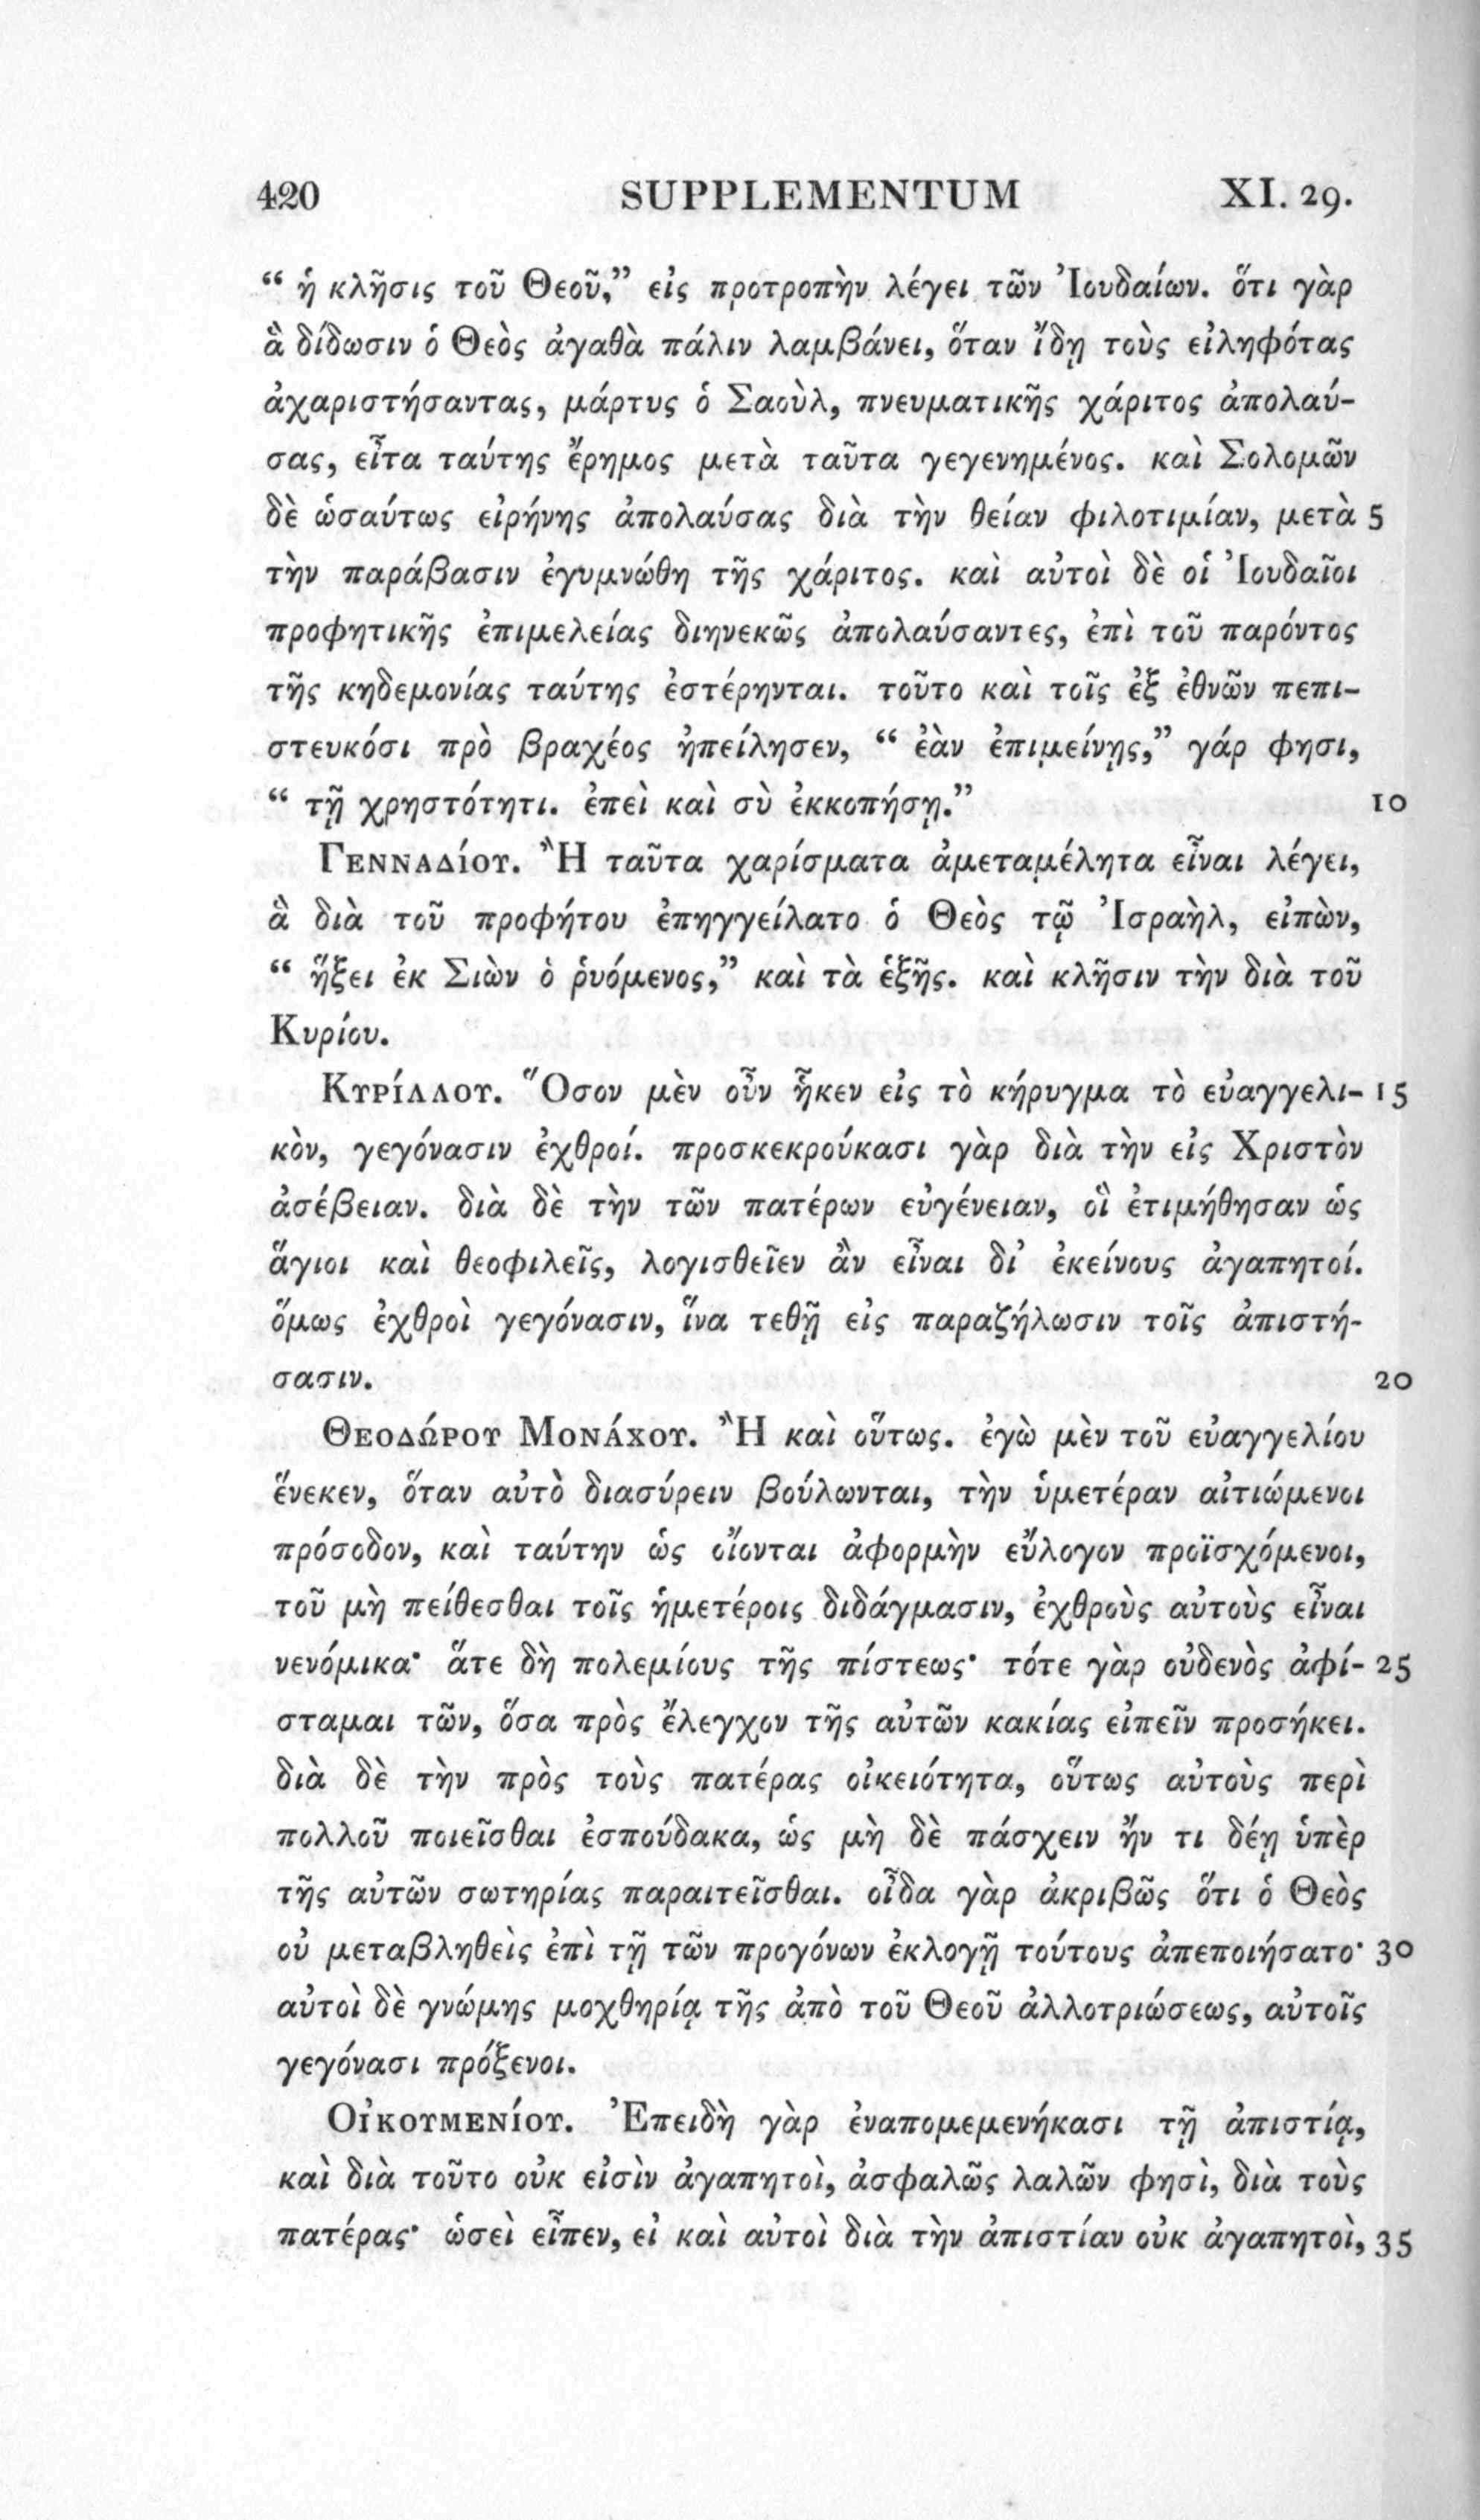 420 SUPPLEMENTUM XI. 29.
“ ἡ κλῆσις τοῦ Θεοῦ,” εἰς προτροπὴν λέγει τῶν Ἰουδαίων. ὅτι γὰρ
ἃ δίδωσιν ὁ Θεὸς ἀγαθὰ πάλιν λαμβάνει, ὅταν ἴδῃ τοὺς εἰληφότας
ἀχαριστήσαντας, μάρτυς ὁ Σαοὺλ, πνευματικῆς χάριτος ἀπολαύ-
σας, εἶτα ταύτης ἔρημος μετὰ ταῦτα γεγενημένος. καὶ Σολομῶν
δὲ ὡσαύτως εἰρήνης ἀπολαύσας διὰ τὴν θείαν φιλοτιμίαν, μετὰ 5
τὴν παράβασιν ἐγυμνώθη τῆς χάριτος. καὶ αὐτοὶ δὲ οἱ Ἰουδαῖοι
προφητικῆς ἐπιμελείας διηνεκῶς ἀπολαύσαντες, ἐπὶ τοῦ παρόντος
τῆς κηδεμονίας ταύτης ἐστέρηνται. τοῦτο καὶ τοῖς ἐξ ἐθνῶν πεπι-
στευκόσι πρὸ βραχέος ἠπείλησεν, “ ἐὰν ἐπιμείνῃς,” γάρ φησι,
“ τῇ χρηστότητι. ἐπεὶ καὶ σὺ ἐκκοπήσῃ.” 10
Γενναδίου. Ἢ ταῦτα χαρίσματα ἀμεταμέλητα εἶναι λέγει,
ἃ διὰ τοῦ προφήτου ἐπηγγείλατο ὁ Θεὸς τῷ Ἰσραὴλ, εἰπὼν,
“ ἥξει ἐκ Σιὼν ὁ ῥυόμενος,” καὶ τὰ ἑξῆς. καὶ κλῆσιν τὴν διὰ τοῦ
Κυρίου.
Κυρίλλου. Ὅσον μὲν οὖν ἧκεν εἰς τὸ κήρυγμα τὸ εὐαγγελι- 15
κὸν, γεγόνασιν ἐχθροί. προσκεκρούκασι γὰρ διὰ τὴν εἰς Χριστὸν
ἀσέβειαν. διὰ δὲ τὴν τῶν πατέρων εὐγένειαν, οἳ ἐτιμήθησαν ὡς
ἅγιοι καὶ θεοφιλεῖς, λογισθεῖεν ἂν εἶναι δι᾽ ἐκείνους ἀγαπητοί.
ὅμως ἐχθροὶ γεγόνασιν, ἵνα τεθῇ εἰς παραζήλωσιν τοῖς ἀπιστή-
σασιν. 20
Θεοδώρου Μονάχου. Ἢ καὶ οὕτως. ἐγὼ μὲν τοῦ εὐαγγελίου
ἕνεκεν, ὅταν αὐτὸ διασύρειν βούλωνται, τὴν ὑμετέραν αἰτιώμενοι
πρόσοδον, καὶ ταύτην ὡς οἴονται ἀφορμὴν εὔλογον προϊσχόμενοι,
τοῦ μὴ πείθεσθαι τοῖς ἡμετέροις διδάγμασιν, ἐχθροὺς αὐτοὺς εἶναι
νενόμικα· ἅτε δὴ πολεμίους τῆς πίστεως· τότε γὰρ οὐδενὸς ἀφί- 25
σταμαι τῶν, ὅσα πρὸς ἔλεγχον τῆς αὐτῶν κακίας εἰπεῖν προσήκει.
διὰ δὲ τὴν πρὸς τοὺς πατέρας οἰκειότητα, οὕτως αὐτοὺς περὶ
πολλοῦ ποιεῖσθαι ἐσπούδακα, ὡς μὴ δὲ πάσχειν ἤν τι δέῃ ὑπὲρ
τῆς αὐτῶν σωτηρίας παραιτεῖσθαι. οἶδα γὰρ ἀκριβῶς ὅτι ὁ Θεὸς
οὐ μεταβληθεὶς ἐπὶ τῇ τῶν προγόνων ἐκλογῇ τούτους ἀπεποιήσατο· 30
αὐτοὶ δὲ γνώμης μοχθηρίᾳ τῆς ἀπὸ τοῦ Θεοῦ ἀλλοτριώσεως, αὐτοῖς
γεγόνασι πρόξενοι.
Οἰκουμενίου. Ἐπειδὴ γὰρ ἐναπομεμενήκασι τῇ ἀπιστίᾳ,
καὶ διὰ τοῦτο οὐκ εἰσὶν ἀγαπητοὶ, ἀσφαλῶς λαλῶν φησὶ, διὰ τοὺς
πατέρας· ὡσεὶ εἶπεν, εἰ καὶ αὐτοὶ διὰ τὴν ἀπιστίαν οὐκ ἀγαπητοὶ, 35